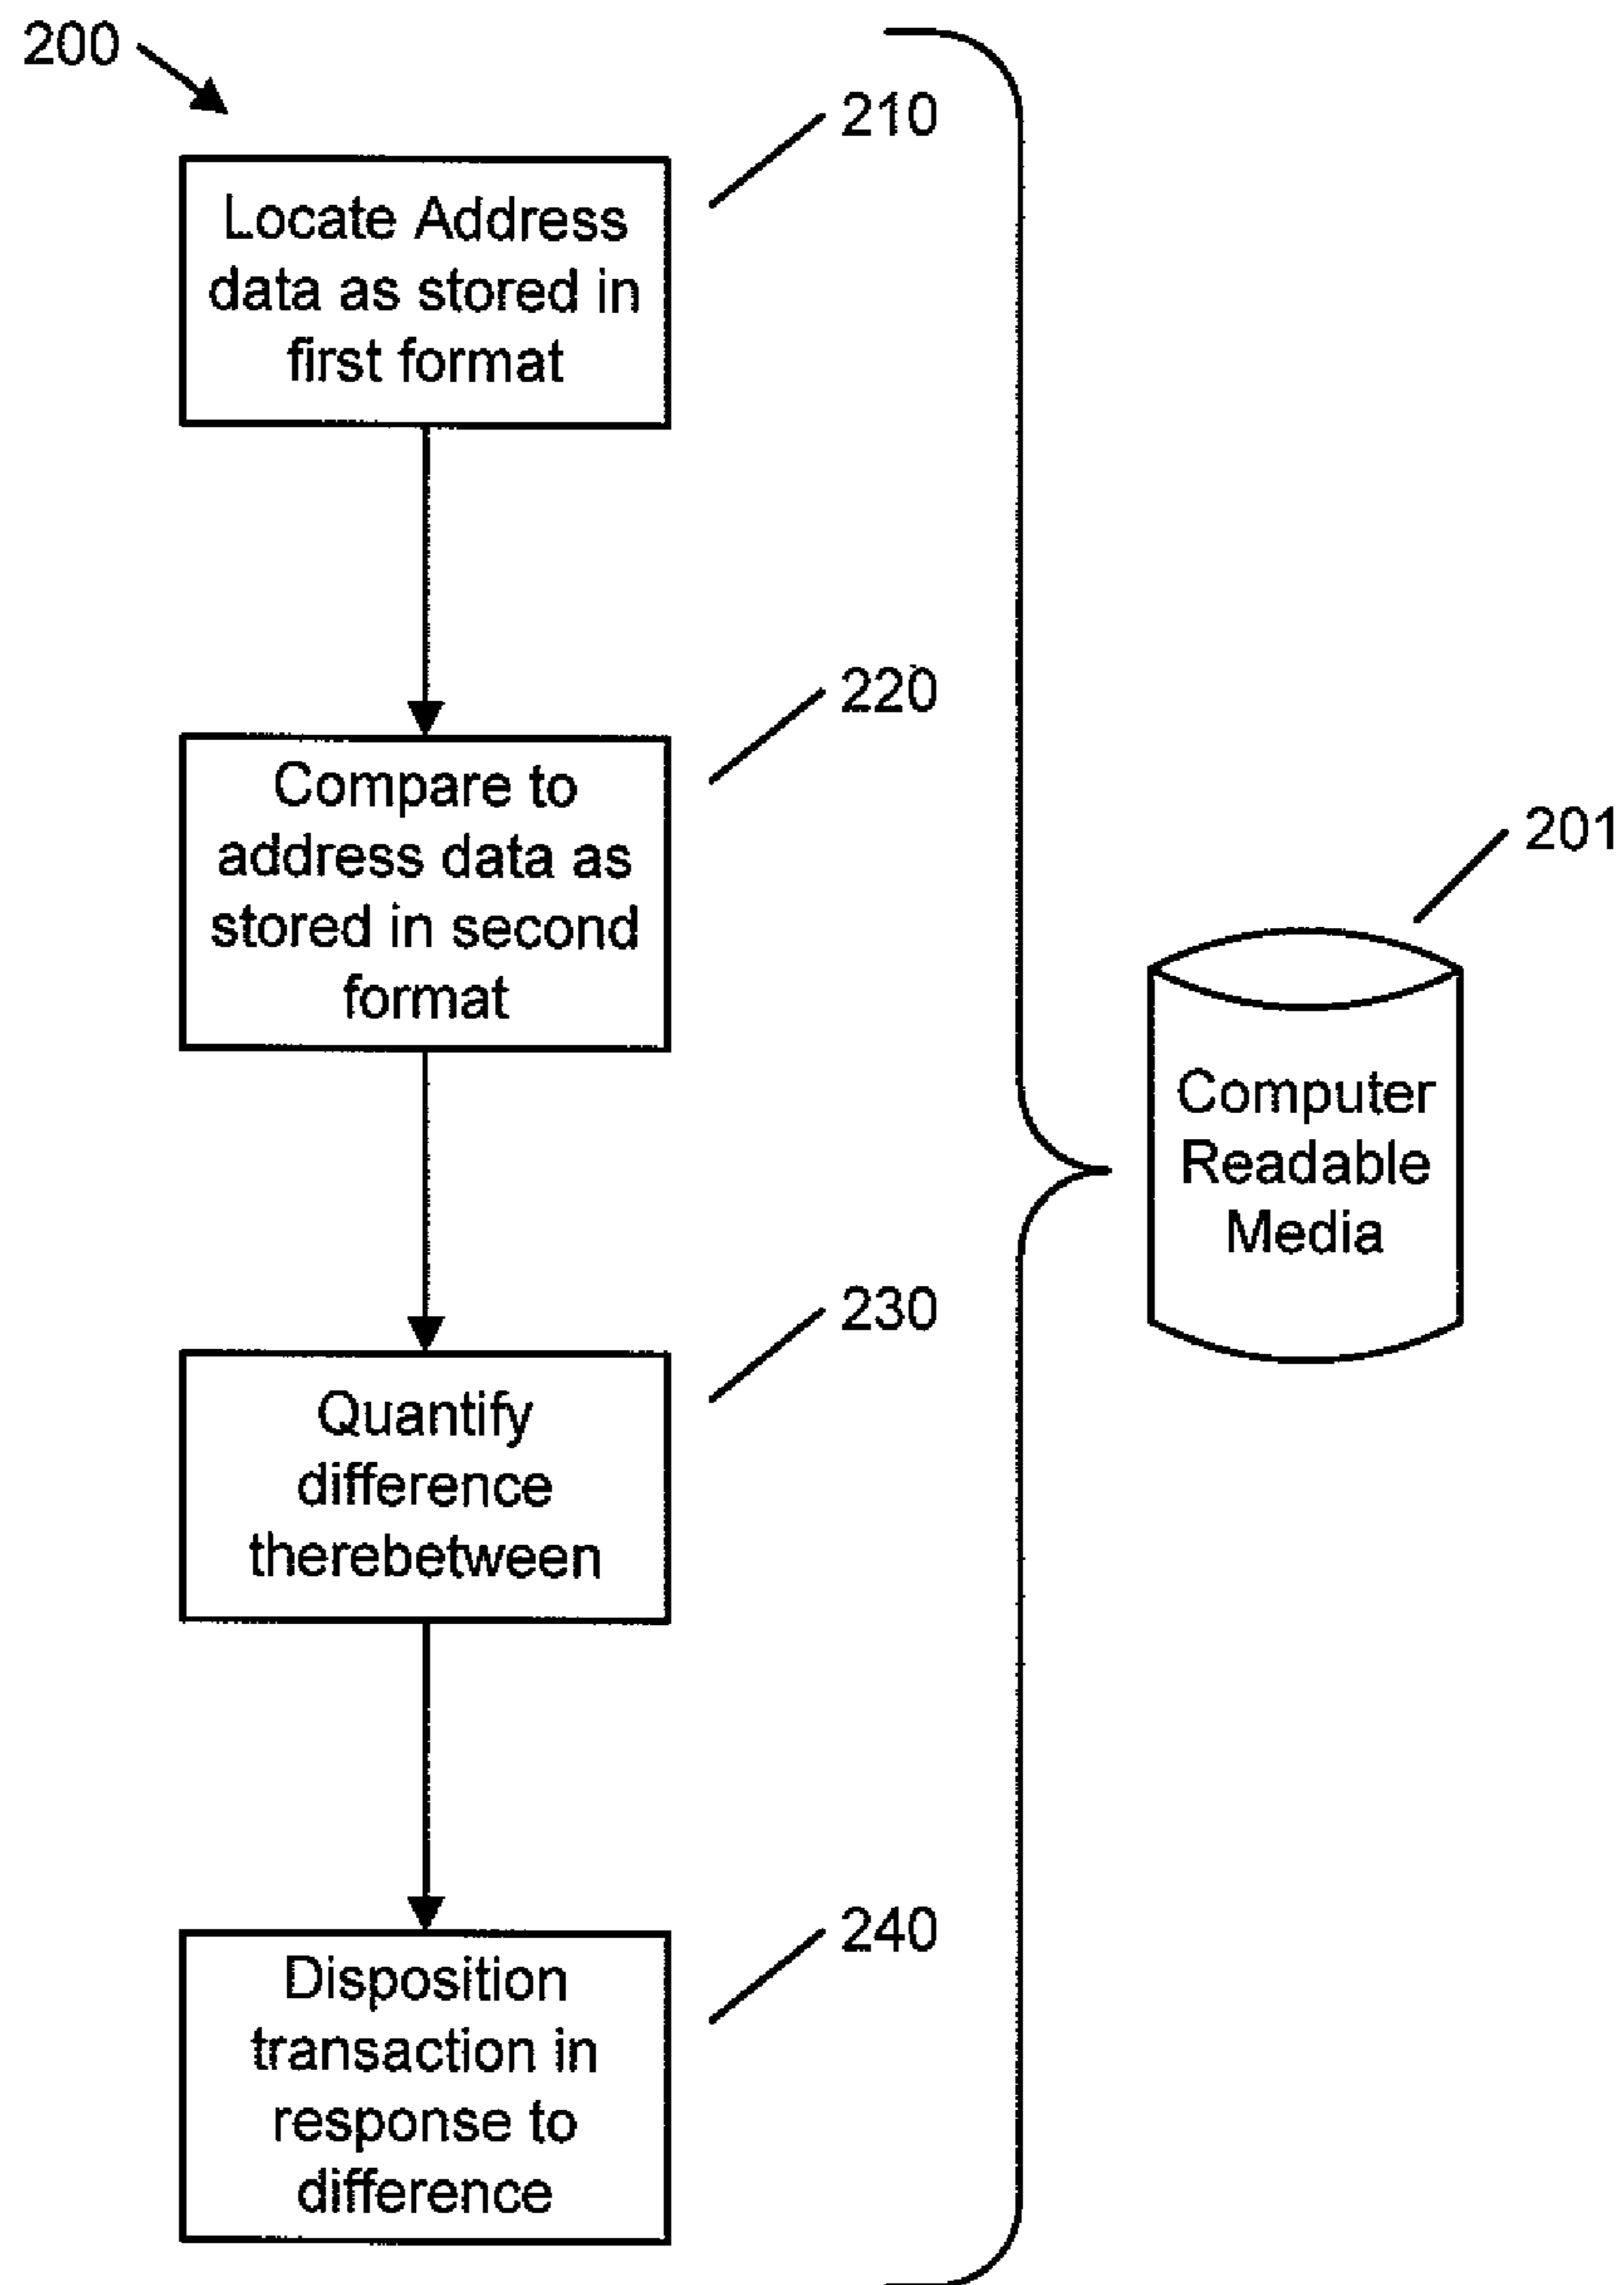 200
210
Locate Address
data as stored in
first format
220
Compare to
address data as
stored in second
format
201
Computer
Readable
Media
230
Quantify
difference
therebetween
240
Disposition
transaction in
response to
difference